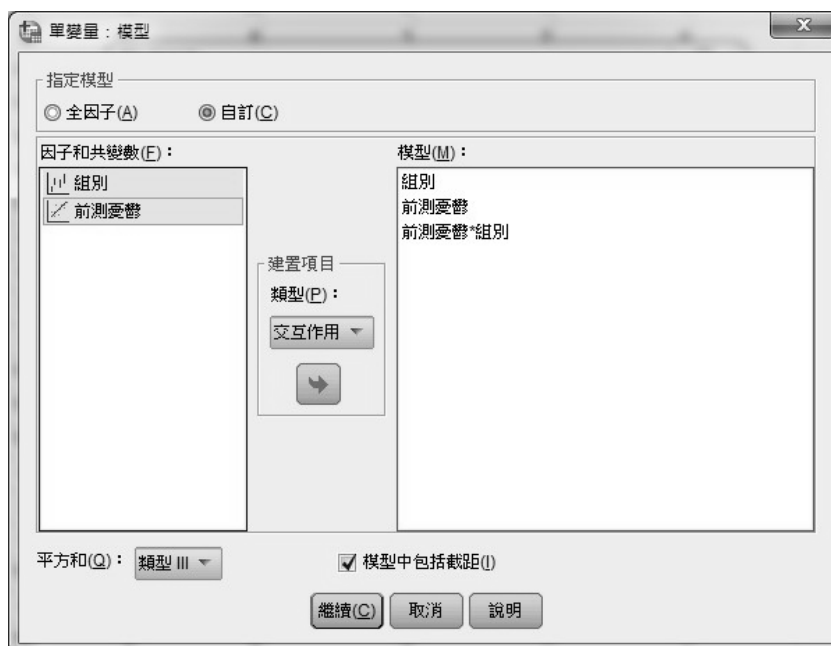 單變量：模型
指定模型
全因子(A)
自訂(C)
因子和共變數(F)：
組別
前測憂鬱
建置項目
類型(P)：
交互作用
模型(M)：
組別
前測憂鬱
前測憂鬱*組別
平方和(Q)：
類型 III
模型中包括截距(I)
繼續(C)
取消
說明